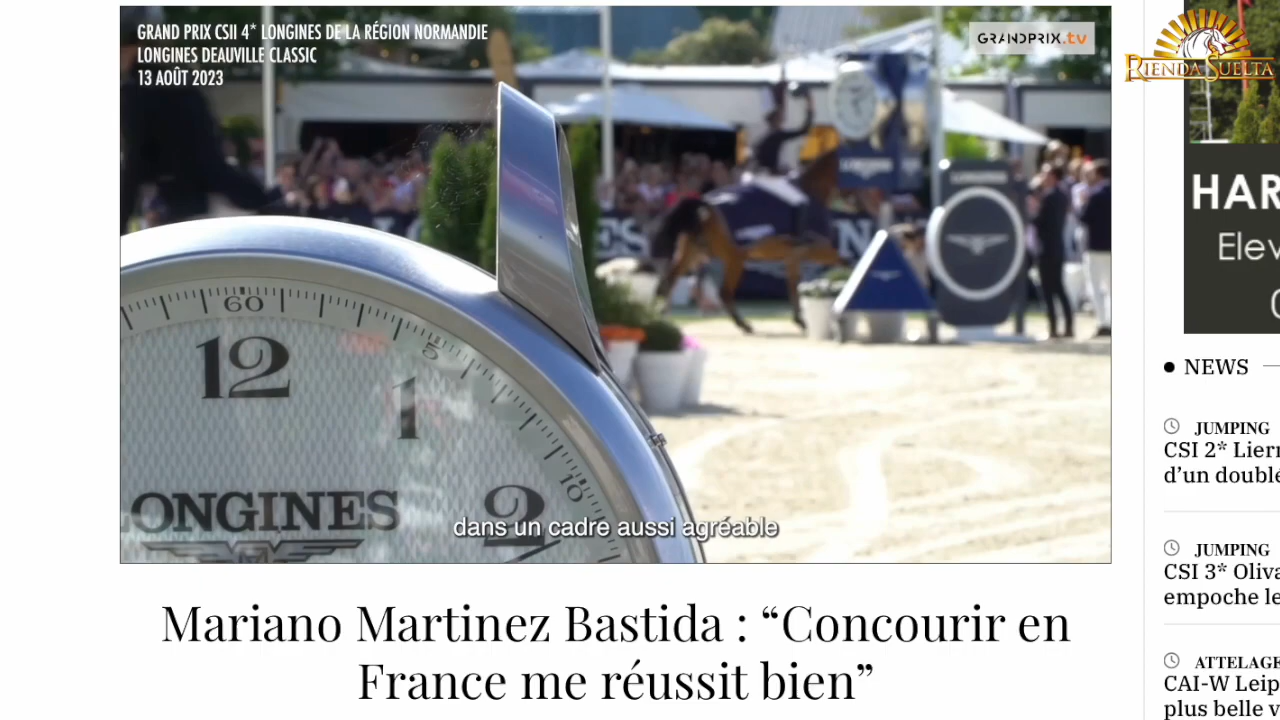 GRAND PRIX CSII 4* LONGINES DE LA RÉGION NORMANDIE
LONGINES DEAUVILLE CLASSIC
13 AOÛT 2023
GRANDPRIX.tv
RIENDA SUELTA
LONGINES
60
12
5
1
10
2
ONGINES
dans un cadre aussi agréable
Mariano Martinez Bastida : “Concourir en
France me réussit bien”
HAR
Elev
NEWS
JUMPING
CSI 2* Lier
d’un doublé
JUMPING
CSI 3* Oliva
empoche le
ATTELAGE
CAI-W Leip
plus belle v